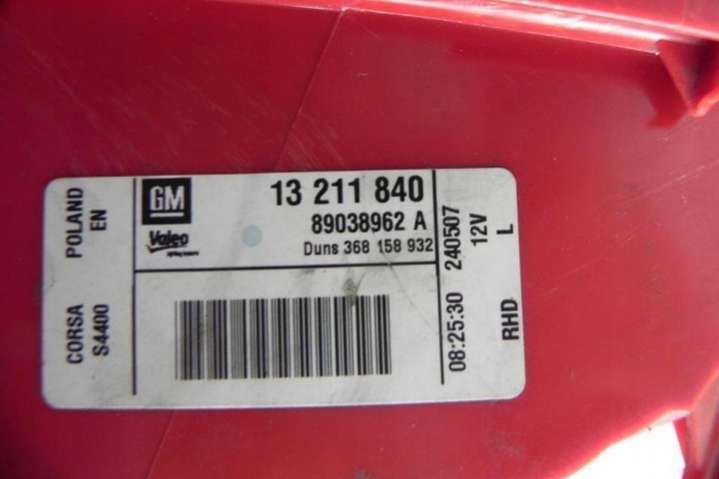 CORSA POLAND
S4400 EN
GM
Valeo
13 211 840
89038962 A
Duns 368 158 932
08:25:30 240507
12V
RHD L